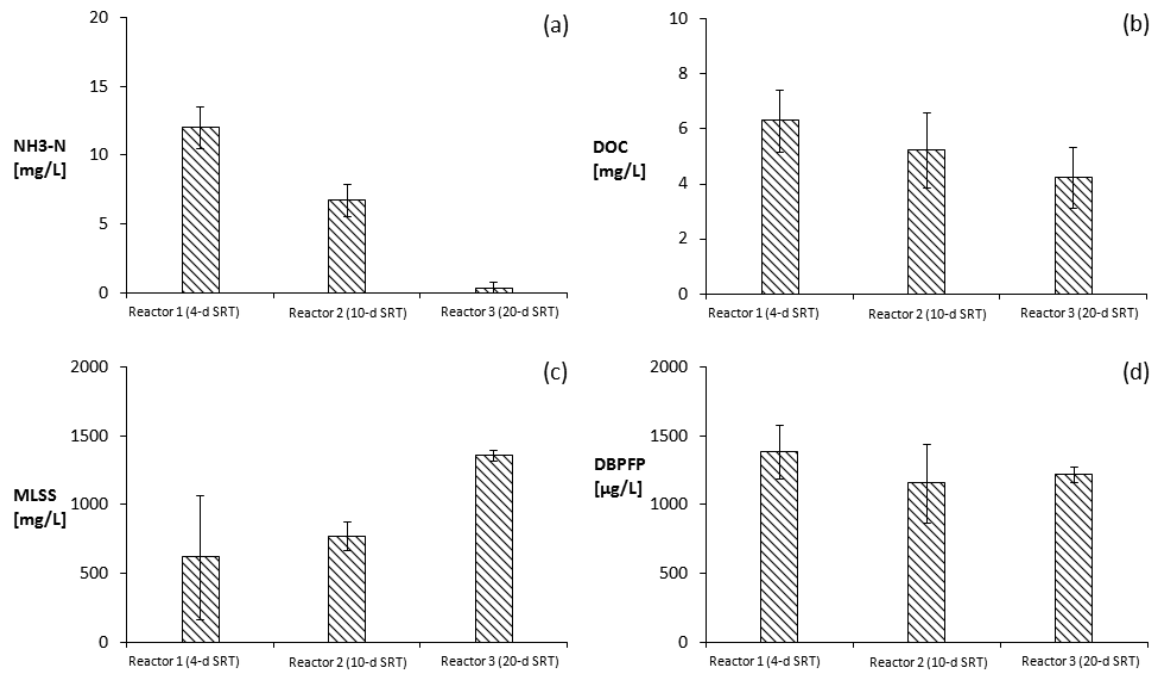 (a)
20
15
10
5
0
NH3-N
[mg/L]
Reactor 1 (4-d SRT) Reactor 2 (10-d SRT) Reactor 3 (20-d SRT)
(b)
10
8
6
4
2
0
DOC
[mg/L]
Reactor 1 (4-d SRT) Reactor 2 (10-d SRT) Reactor 3 (20-d SRT)
(c)
2000
1500
1000
500
0
MLSS
[mg/L]
Reactor 1 (4-d SRT) Reactor 2 (10-d SRT) Reactor 3 (20-d SRT)
(d)
2000
1500
1000
500
0
DBPFP
[µg/L]
Reactor 1 (4-d SRT) Reactor 2 (10-d SRT) Reactor 3 (20-d SRT)